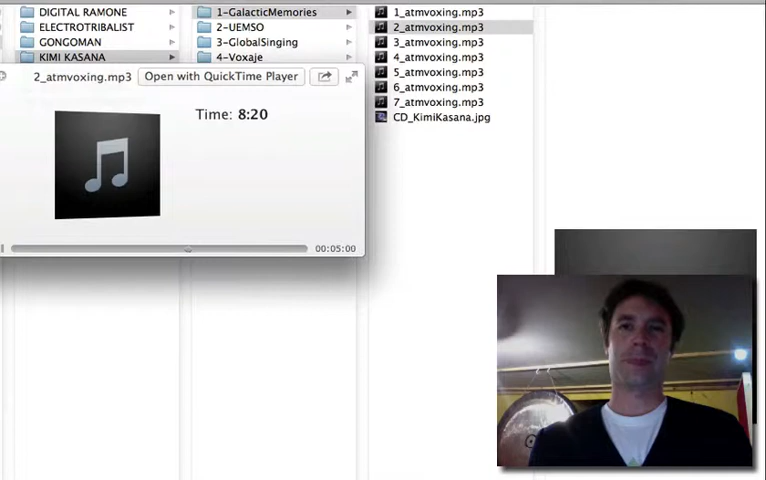 DIGITAL RAMONE
ELECTROTRIBALIST
GONGOMAN
KIMI KASANA
1-GalacticMemories
2-UEMSO
3-GlobalSinging
4-Voxaje
1_atmvoxing.mp3
2_atmvoxing.mp3
3_atmvoxing.mp3
4_atmvoxing.mp3
5_atmvoxing.mp3
6_atmvoxing.mp3
7_atmvoxing.mp3
CD_KimiKasana.jpg
2_atmvoxing.mp3
Open with QuickTime Player
Time: 8:20
00:05:00